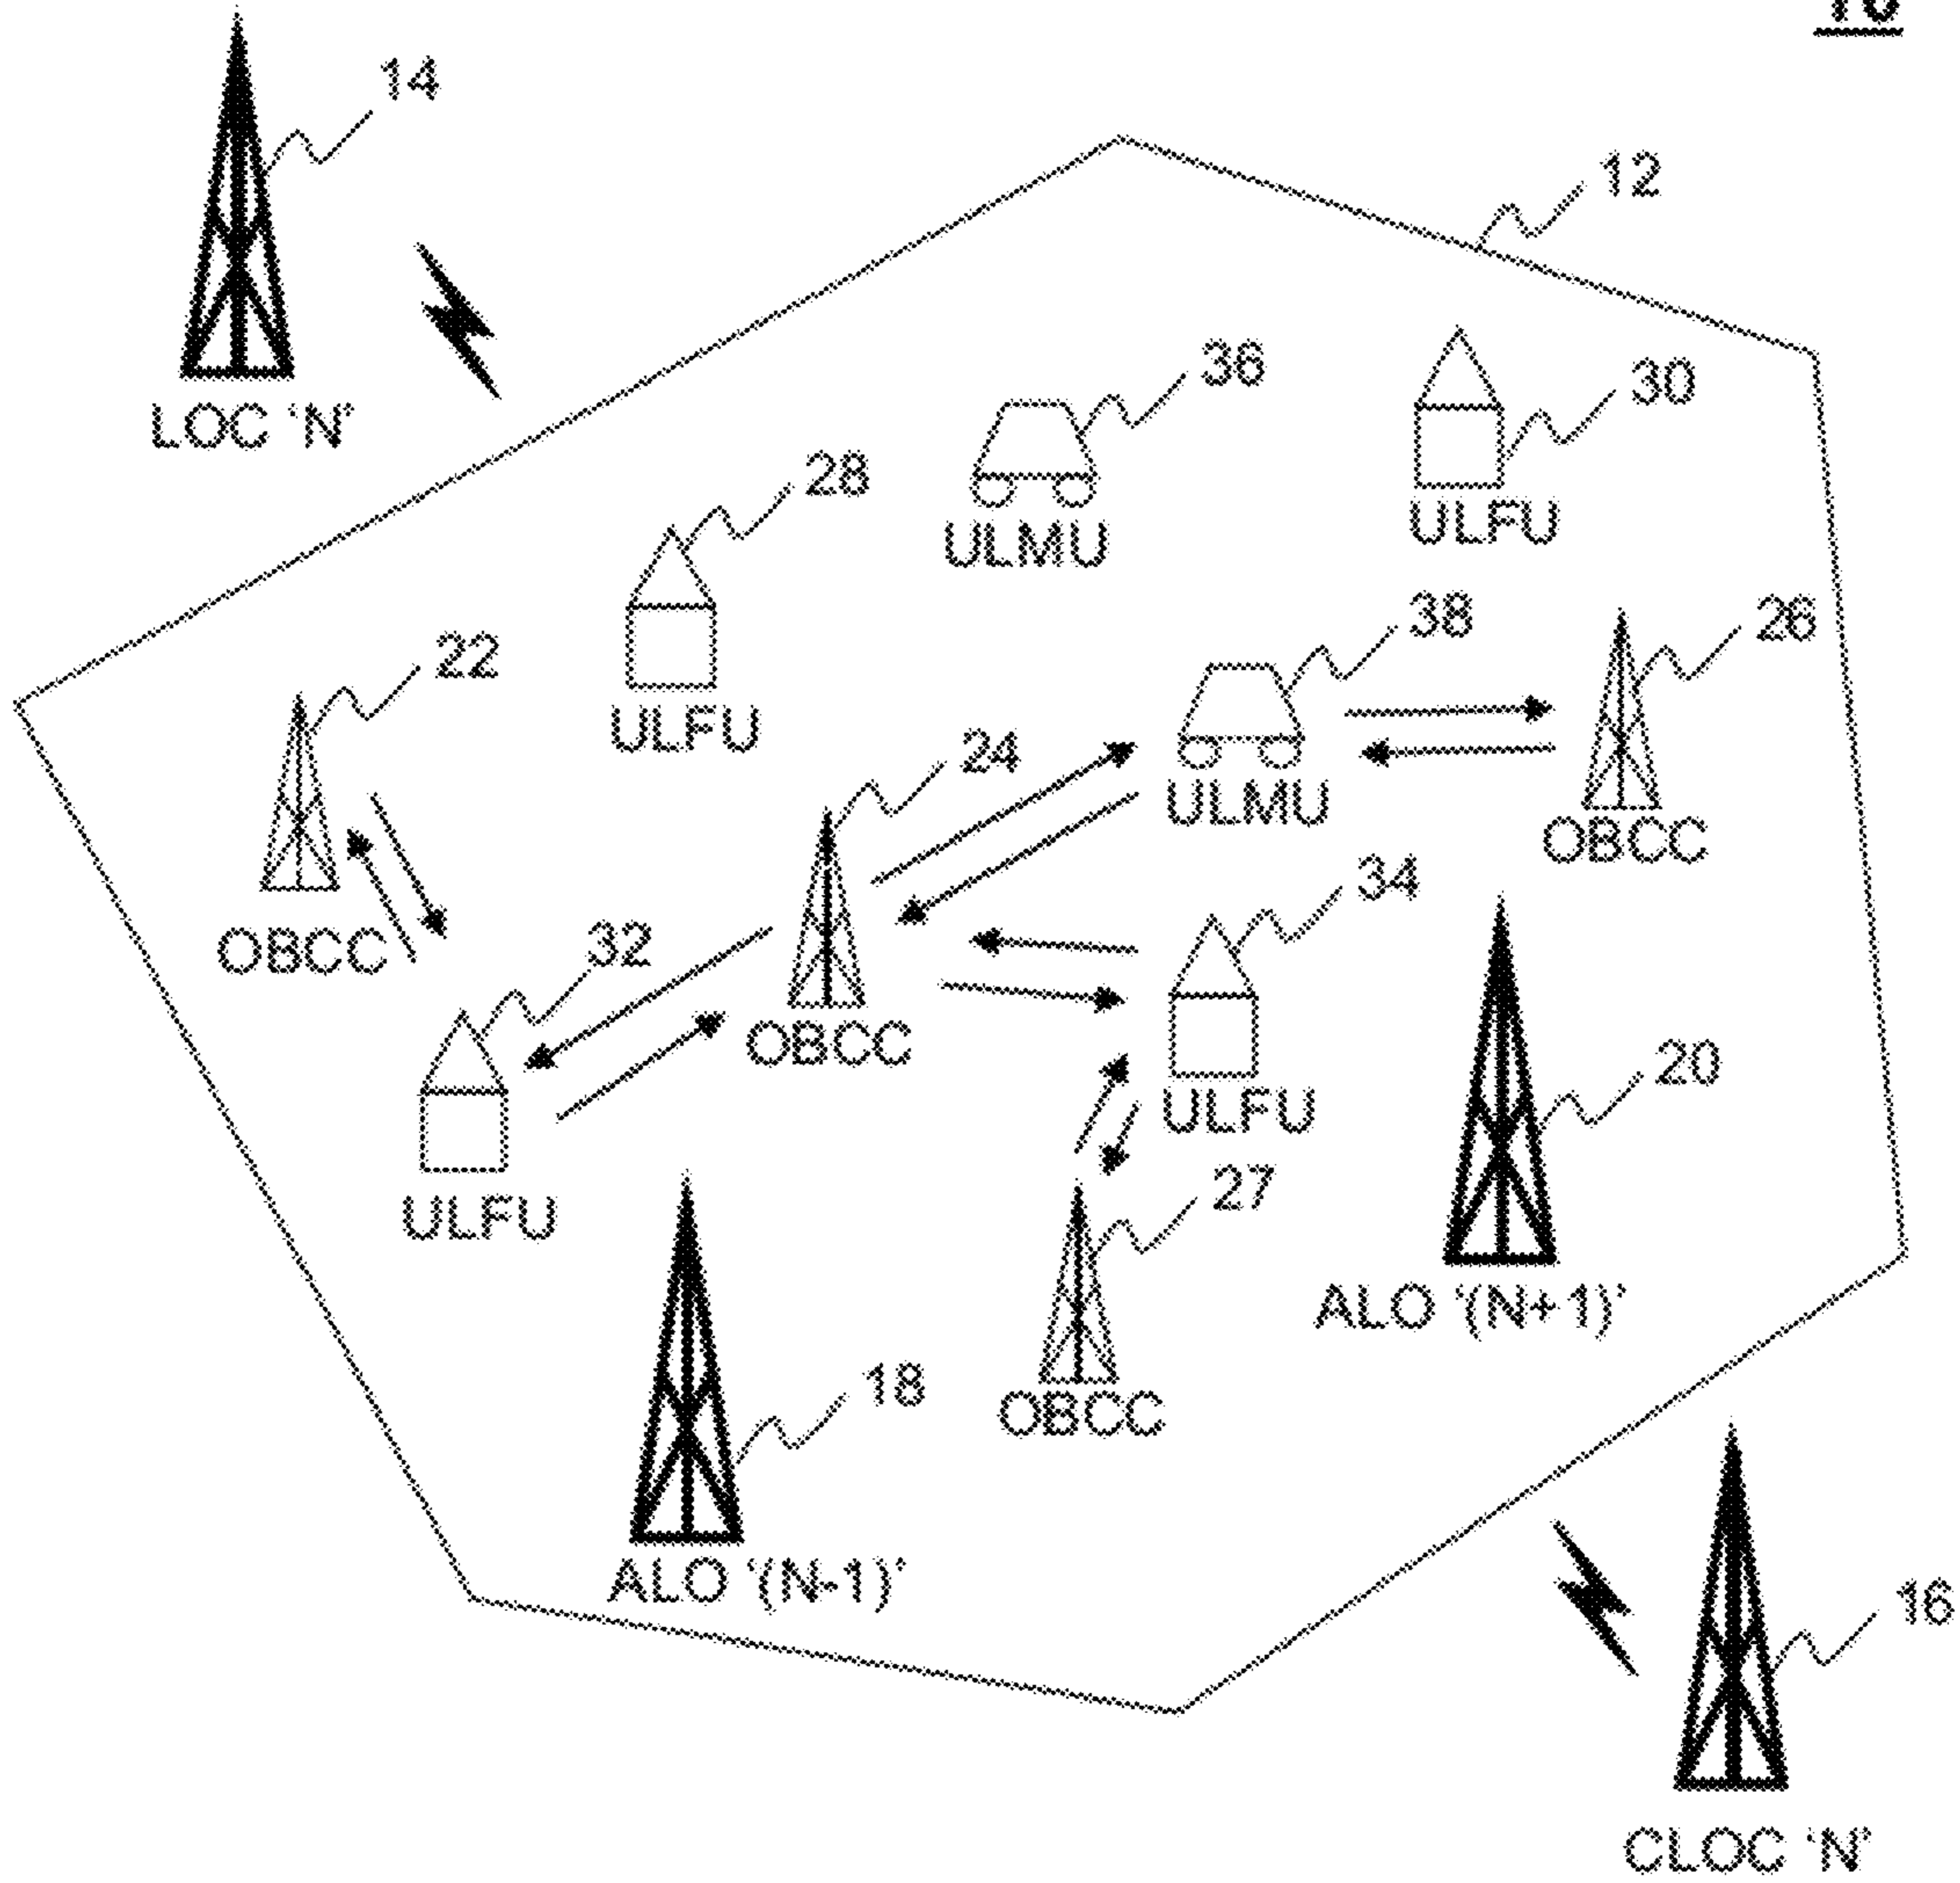 14
12
LOC ‘N’
36
30
28
ULMU
ULFU
38
26
22
ULFU
24
ULMU
OBCC
34
OBCC
32
OBCC
20
ULFU
27
ULFU
ALO ‘(N+1)’
18
OBCC
ALO ‘(N-1)’
16
CLOC ‘N’